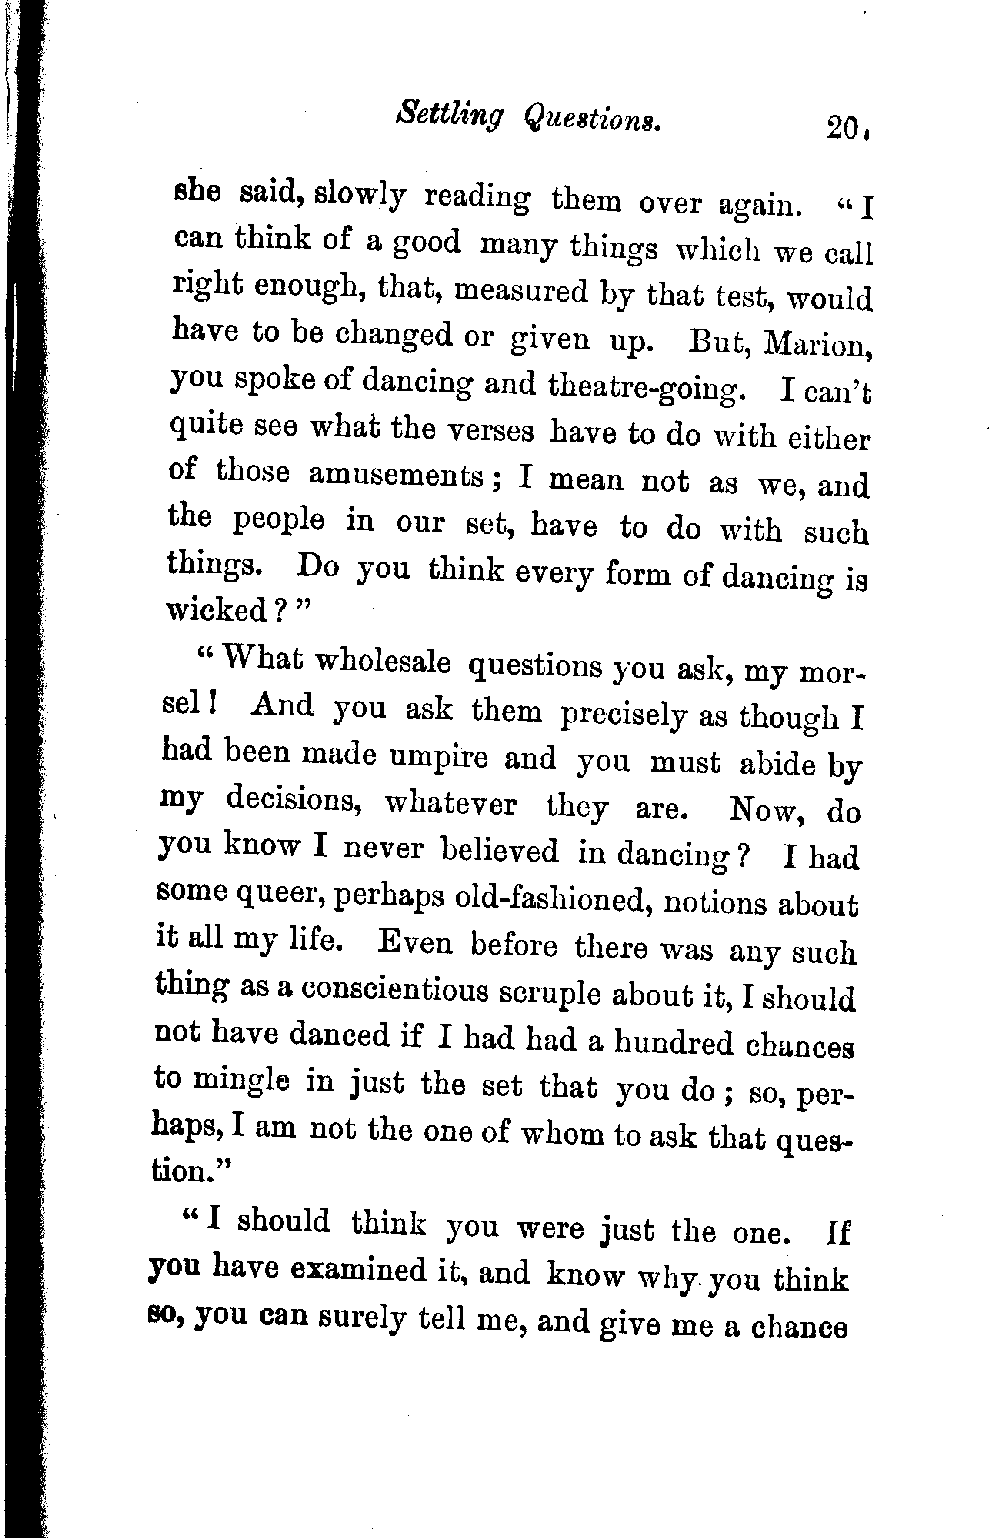 Settling Questions. 20
she said, slowly reading them over again. “I
can think of a good many things which we call
right enough, that, measured by that test, would
have to be changed or given up. But, Marion,
you spoke of dancing and theatre-going. I can't
quite see what the verses have to do with either
of those amusements; I mean not as we, and
the people in our set, have to do with such
things. Do you think every form of dancing is
wicked?”
“What wholesale questions you ask, my mor-
sel! And you ask them precisely as though I
had been made umpire and you must abide by
my decisions, whatever they are. Now, do
you know I never believed in dancing? I had
some queer, perhaps old-fashioned, notions about
it all my life. Even before there was any such
thing as a conscientious scruple about it, I should
not have danced if I had had a hundred chances
to mingle in just the set that you do; so, per-
haps, I am not the one of whom to ask that ques-
tion.”
“I should think you were just the one. If
you have examined it, and know why you think
so, you can surely tell me, and give me a chance